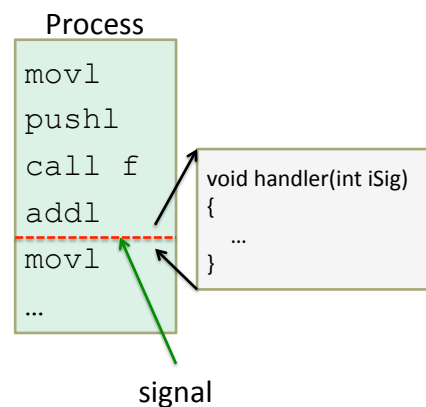 Process
movl
pushl
call f
addl
movl
…
void handler(int iSig)
{
…
}
signal